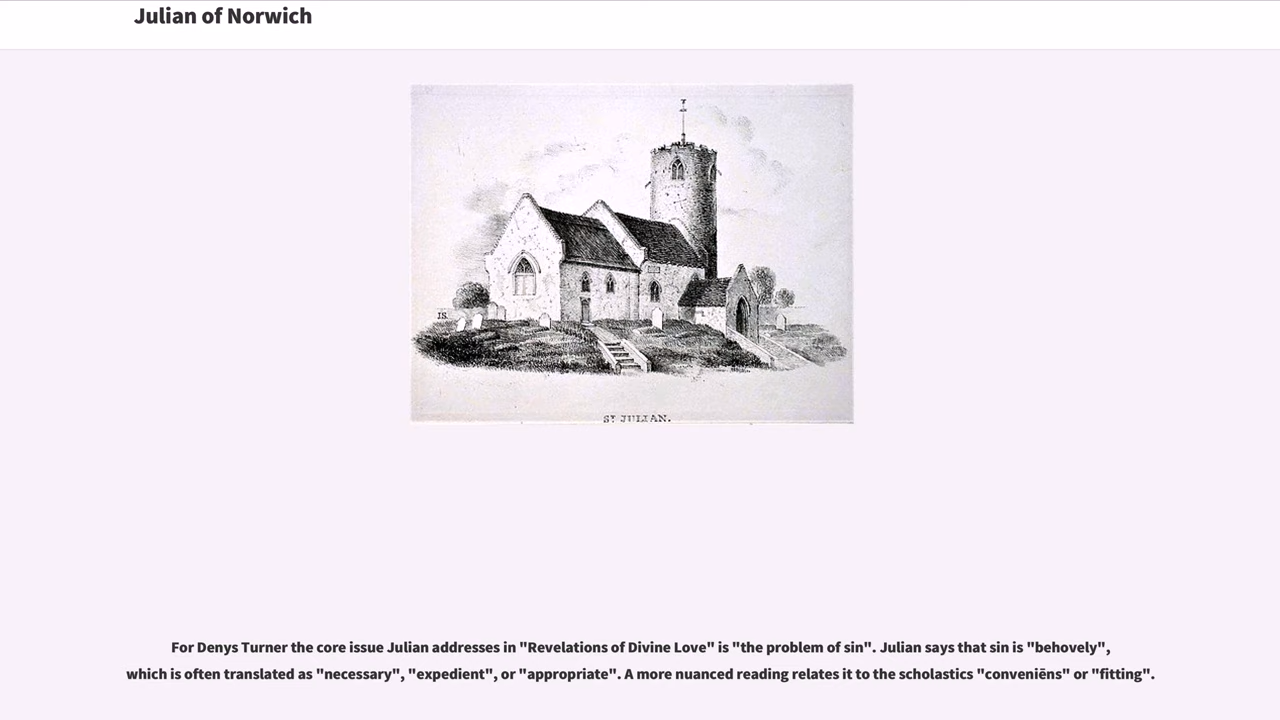 Julian of Norwich
IS.
ST JULIAN.
For Denys Turner the core issue Julian addresses in "Revelations of Divine Love" is "the problem of sin". Julian says that sin is "behovely",
which is often translated as "necessary", "expedient", or "appropriate". A more nuanced reading relates it to the scholastics "conveniēns" or "fitting".